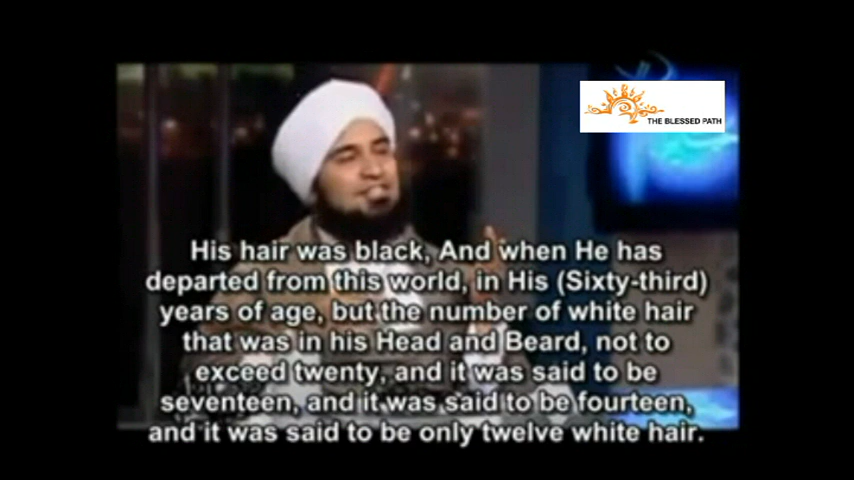 THE BLESSED PATH
His hair was black, And when He has
departed from this world, in His (Sixty-third)
years of age, but the number of white hair
that was in his Head and Beard, not to
exceed twenty, and it was said to be
seventeen, and it was said to be fourteen,
and it was said to be only twelve white hair.